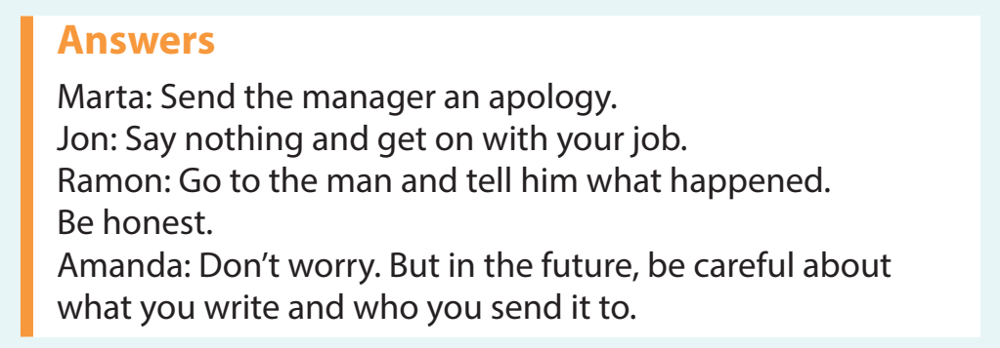 Answers
Marta: Send the manager an apology.
Jon: Say nothing and get on with your job.
Ramon: Go to the man and tell him what happened.
Be honest.
Amanda: Don’t worry. But in the future, be careful about
what you write and who you send it to.